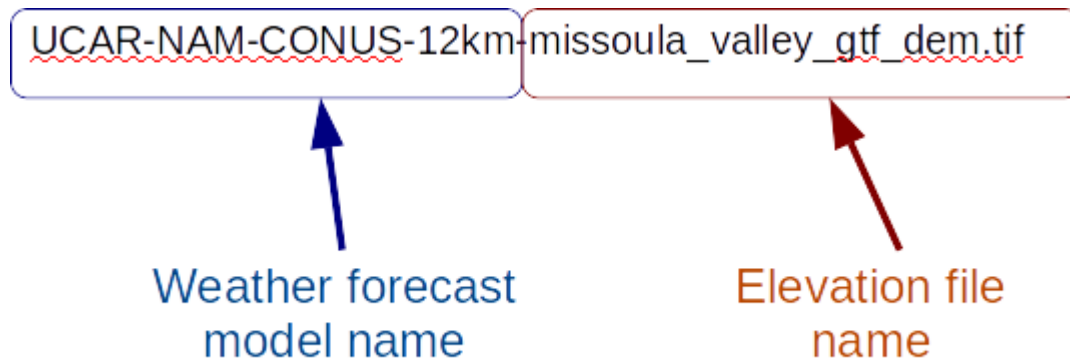 UCAR-NAM-CONUS-12km-missoula_valley_gtf_dem.tif
Weather forecast
model name
Elevation file
name